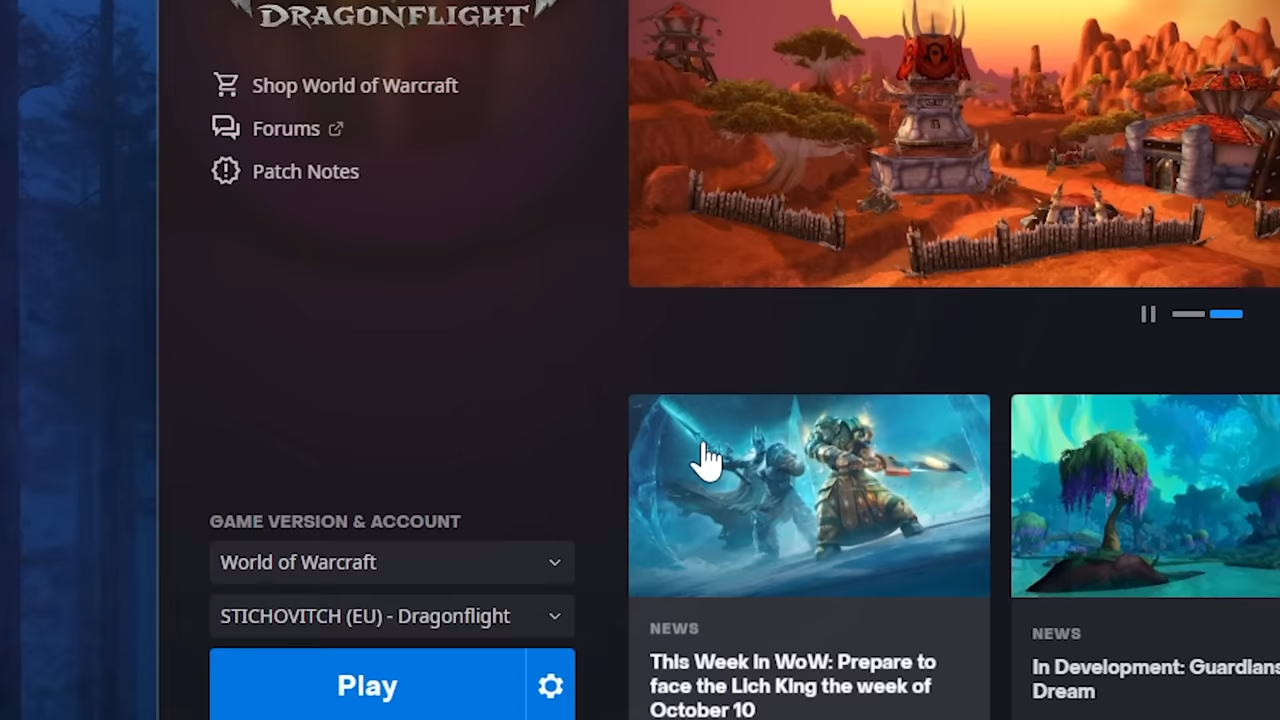 DRAGONFLIGHT
Shop World of Warcraft
Forums
Patch Notes
GAME VERSION & ACCOUNT
World of Warcraft
STICHOVITCH (EU) - Dragonflight
Play
NEWS
This Week in WoW: Prepare to
face the Lich King the week of
October 10
NEWS
In Development: Guardians
Dream